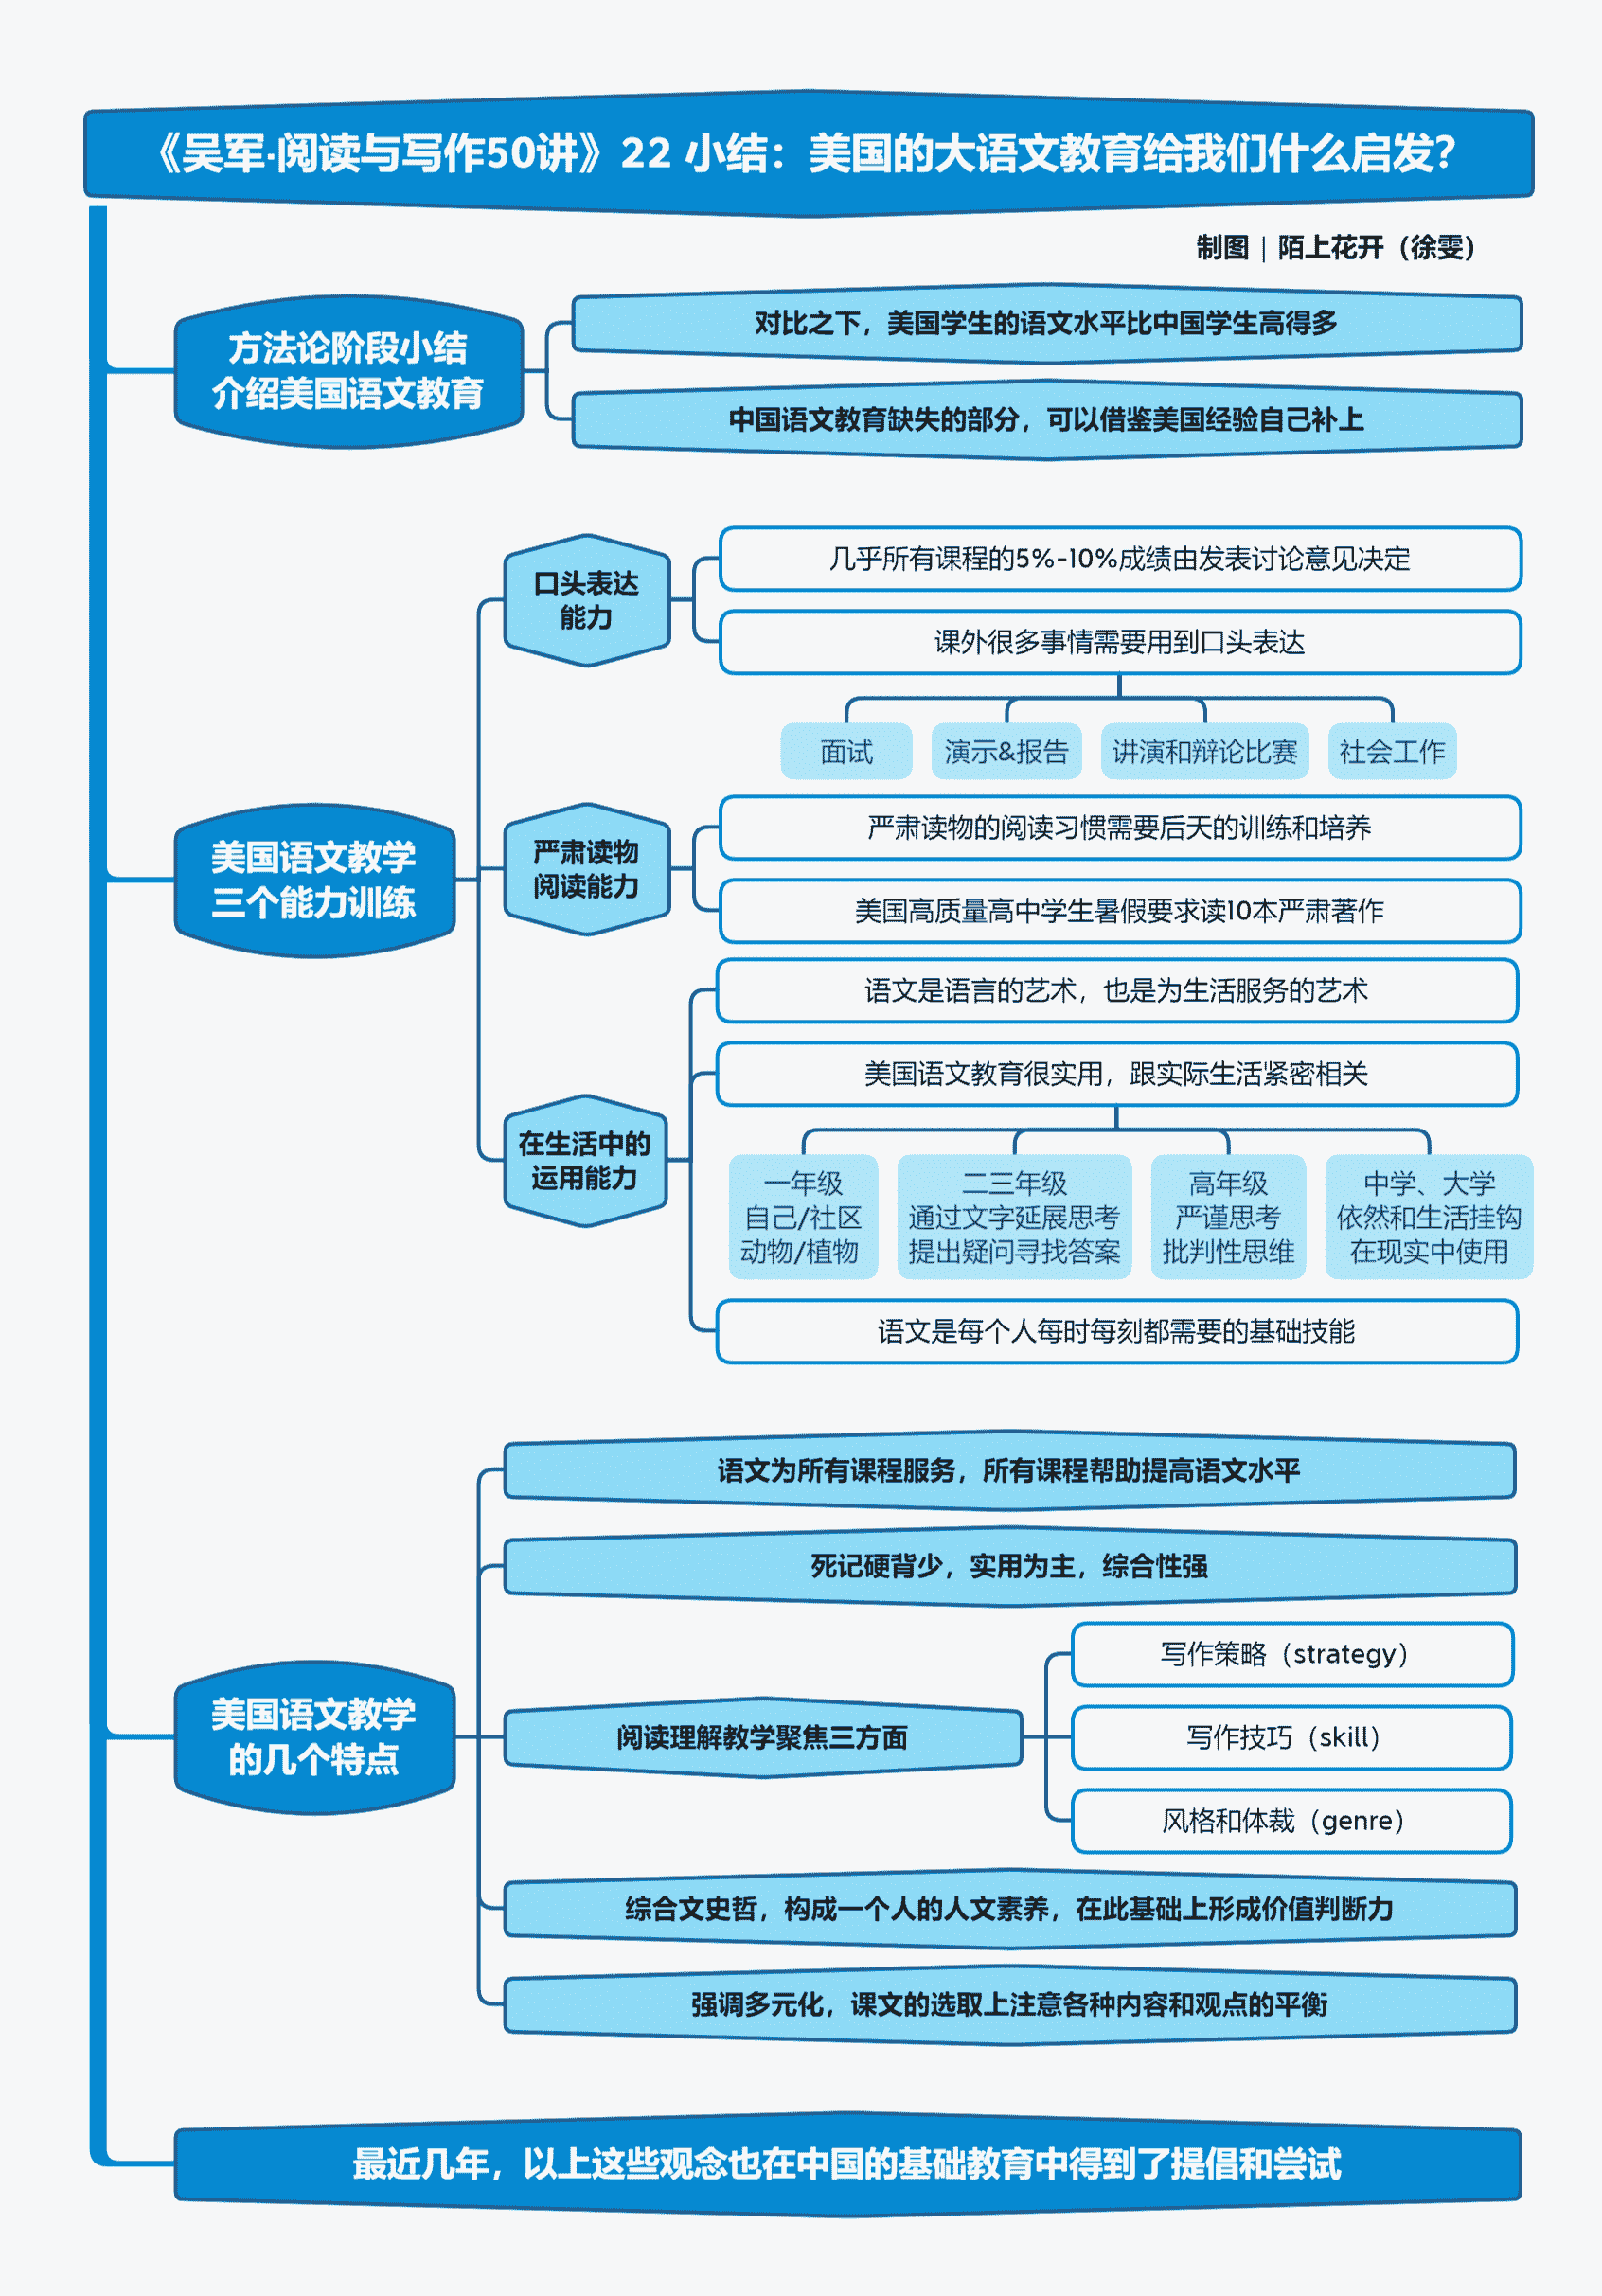 《吴军·阅读与写作50讲》22 小结：美国的大语文教育给我们什么启发？
制图｜陌上花开（徐雯）
方法论阶段小结
介绍美国语文教育
对比之下，美国学生的语文水平比中国学生高得多
中国语文教育缺失的部分，可以借鉴美国经验自己补上
美国语文教学
三个能力训练
口头表达
能力
几乎所有课程的5%-10%成绩由发表讨论意见决定
课外很多事情需要用到口头表达
面试
演示&报告
讲演和辩论比赛
社会工作
严肃读物
阅读能力
严肃读物的阅读习惯需要后天的训练和培养
美国高质量高中学生暑假要求读10本严肃著作
在生活中的
运用能力
语文是语言的艺术，也是为生活服务的艺术
美国语文教育很实用，跟实际生活紧密相关
一年级
自己/社区
动物/植物
二三年级
通过文字延展思考
提出疑问寻找答案
高年级
严谨思考
批判性思维
中学、大学
依然和生活挂钩
在现实中使用
语文是每个人每时每刻都需要的基础技能
美国语文教学
的几个特点
语文为所有课程服务，所有课程帮助提高语文水平
死记硬背少，实用为主，综合性强
阅读理解教学聚焦三方面
写作策略（strategy）
写作技巧（skill）
风格和体裁（genre）
综合文史哲，构成一个人的人文素养，在此基础上形成价值判断力
强调多元化，课文的选取上注意各种内容和观点的平衡
最近几年，以上这些观念也在中国的基础教育中得到了提倡和尝试